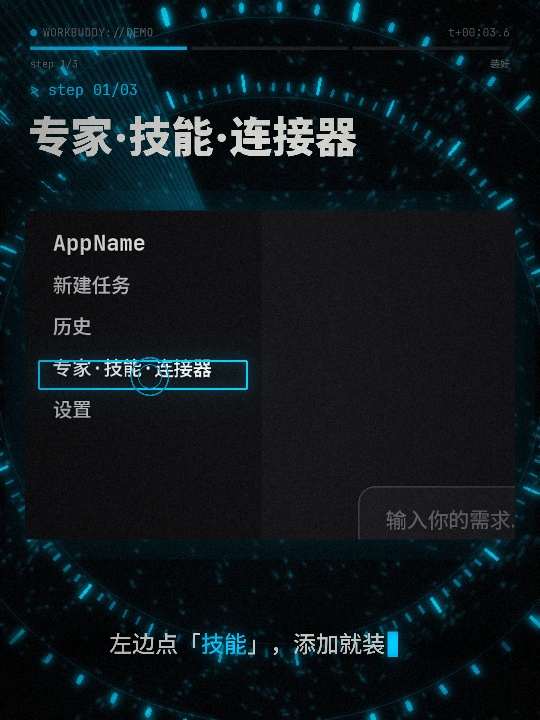 WORKBUDDY://DEMO
t+00:03.6
step 1/3
装好
step 01/03
专家·技能·连接器
AppName
新建任务
历史
专家·技能·连接器
设置
输入你的需求.
左边点「技能」，添加就装